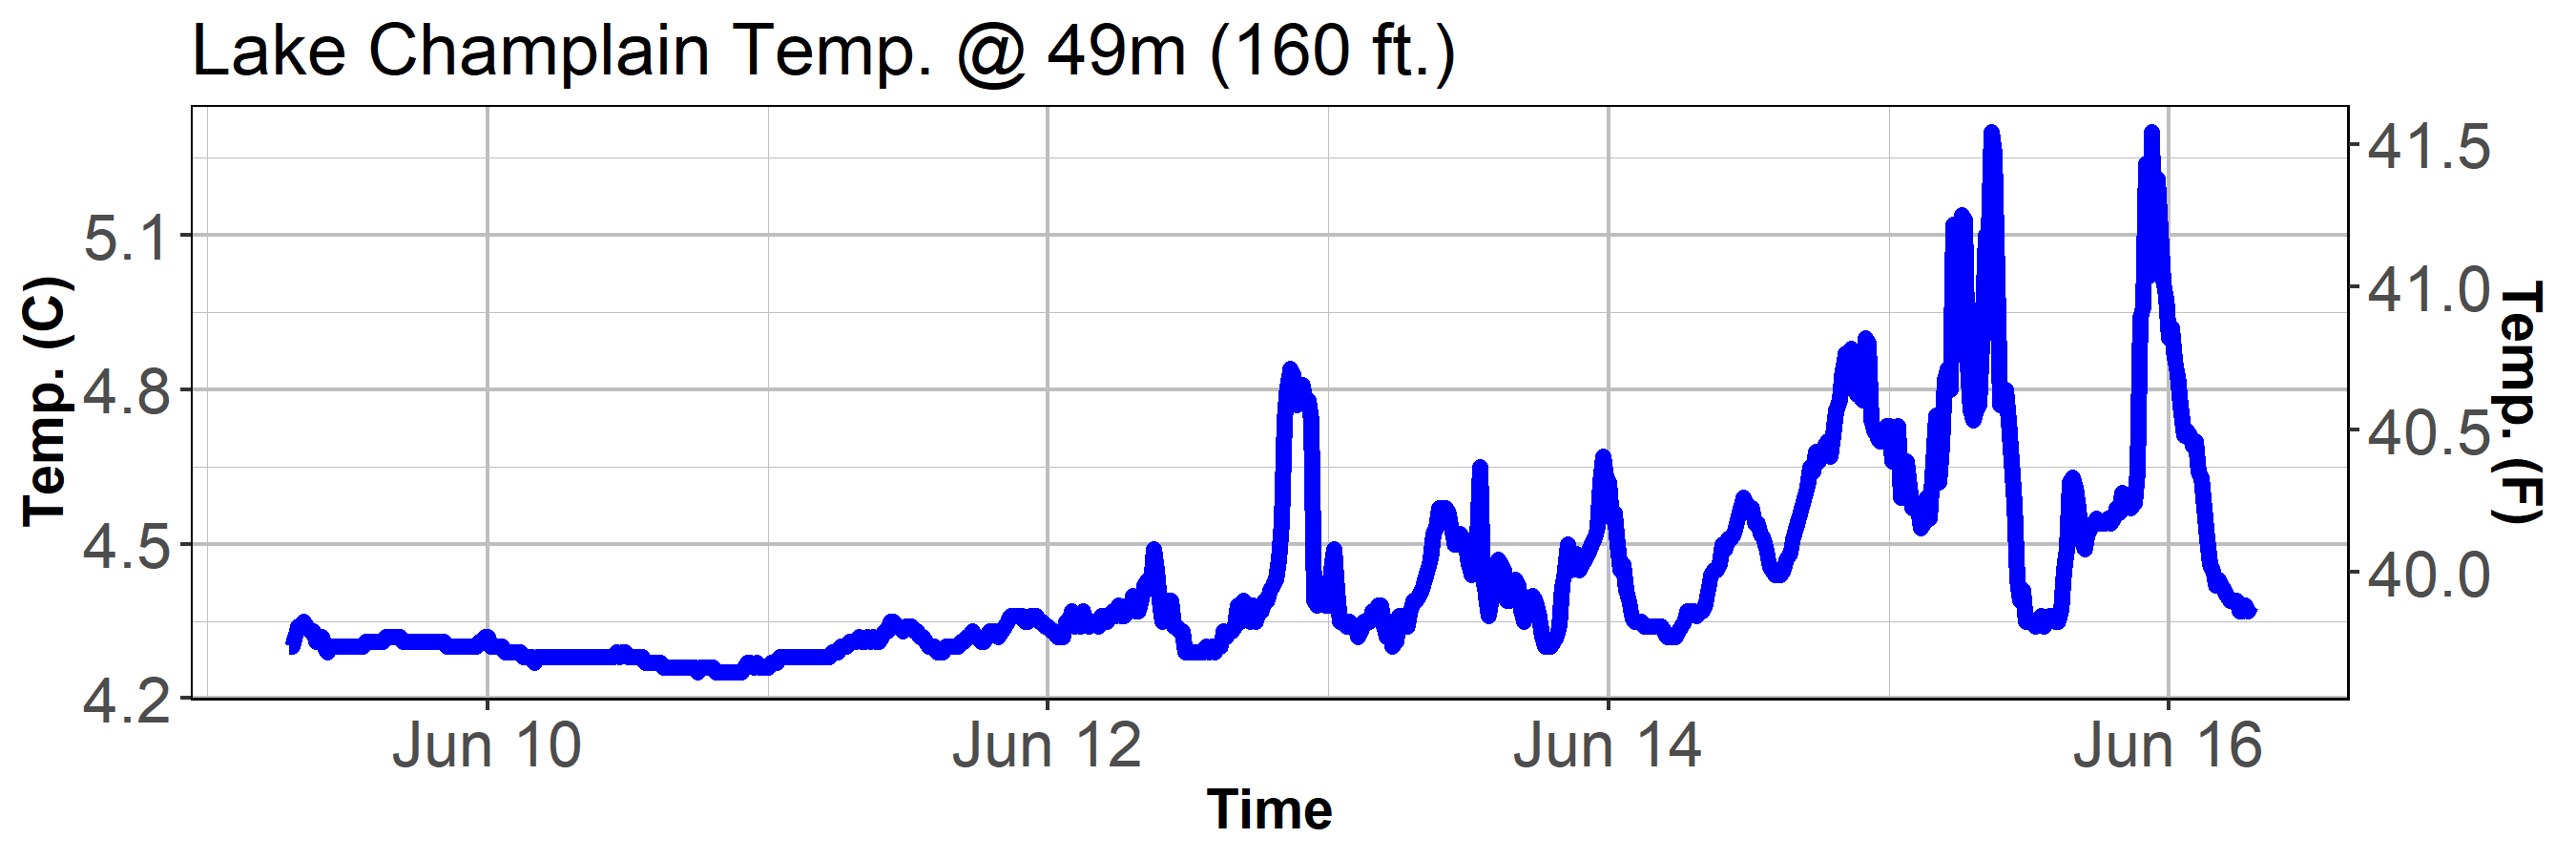 Lake Champlain Temp. @ 49m (160 ft.)
Temp. (C)
5.1
4.8
4.5
4.2
41.5
41.0
40.5
40.0
Temp. (F)
Jun 10 Jun 12 Jun 14 Jun 16
Time